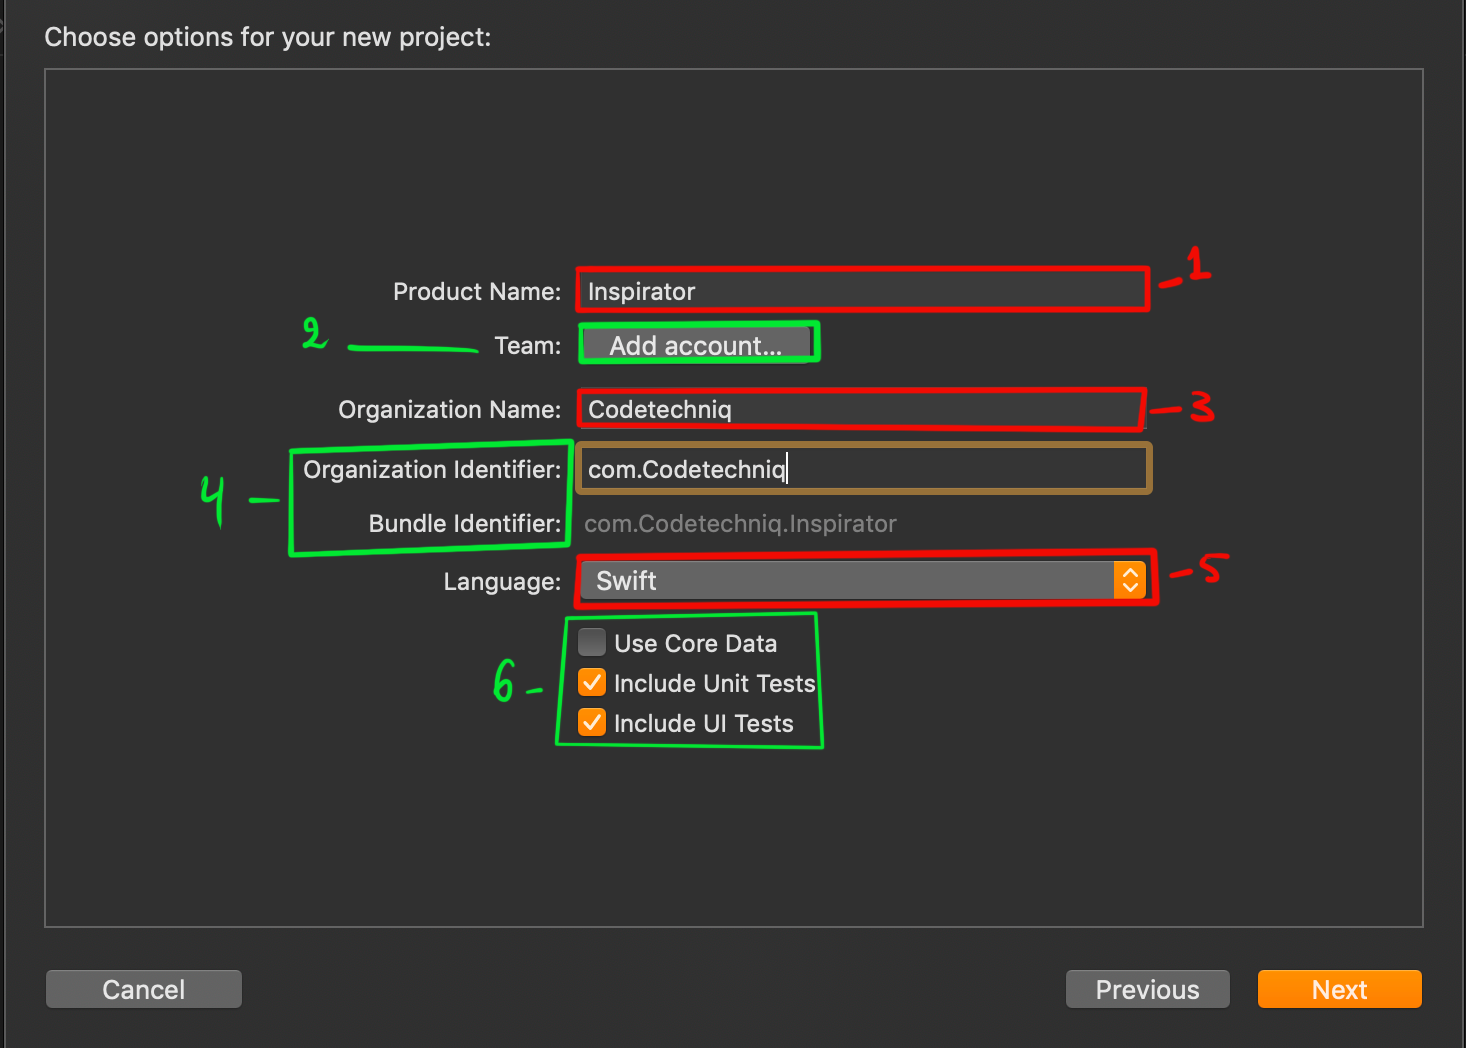 Choose options for your new project:
Product Name: Inspirator - 1
2 Team: Add account...
Organization Name: Codetechniq - 3
4 - Organization Identifier: com.Codetechniq
Bundle Identifier: com.Codetechniq.Inspirator
Language: Swift - 5
Use Core Data
6 - Include Unit Tests
Include UI Tests
Cancel Previous Next